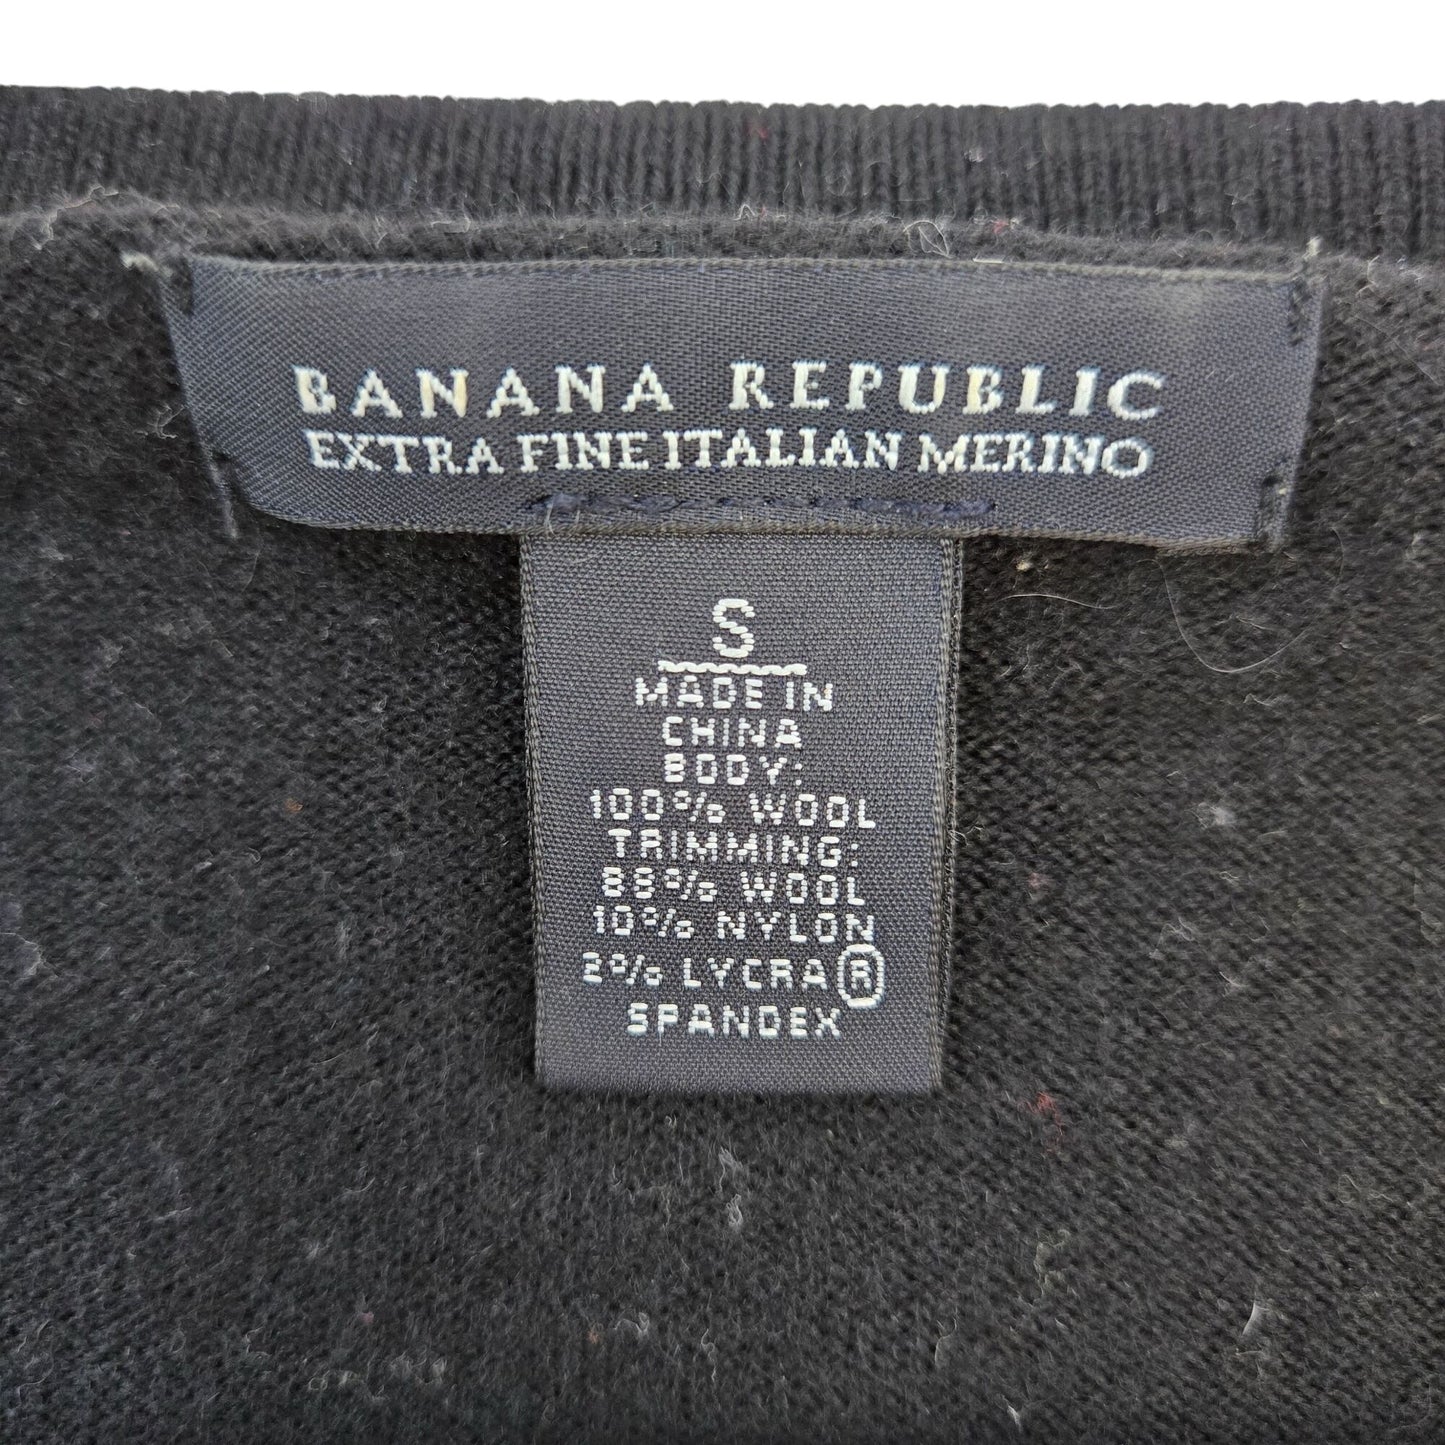 BANANA REPUBLIC
EXTRA FINE ITALIAN MERINO
S
MADE IN
CHINA
BODY:
100% WOOL
TRIMMING:
88% WOOL
10% NYLON
2% LYCRA®
SPANDEX